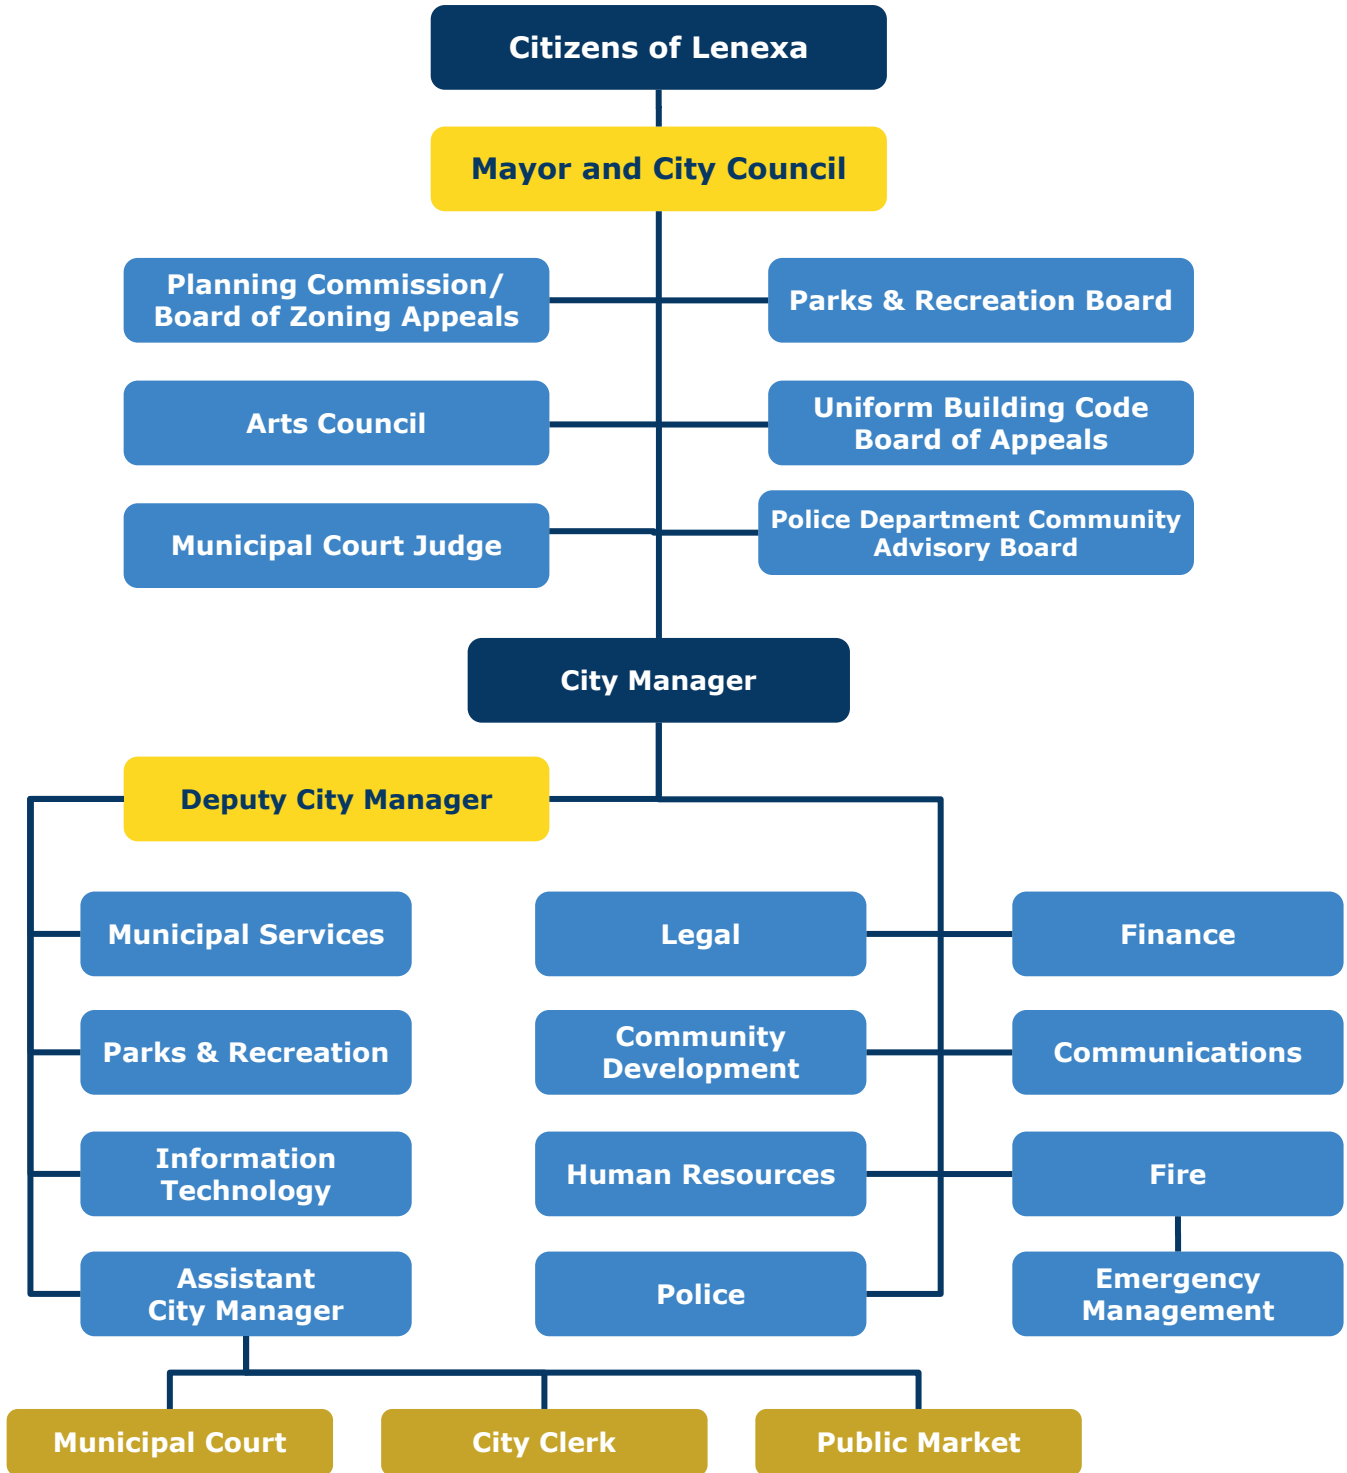 Citizens of Lenexa
Mayor and City Council
Planning Commission/
Board of Zoning Appeals
Parks & Recreation Board
Arts Council
Uniform Building Code
Board of Appeals
Municipal Court Judge
Police Department Community
Advisory Board
City Manager
Deputy City Manager
Municipal Services
Legal
Finance
Parks & Recreation
Community
Development
Communications
Information
Technology
Human Resources
Fire
Assistant
City Manager
Police
Emergency
Management
Municipal Court
City Clerk
Public Market